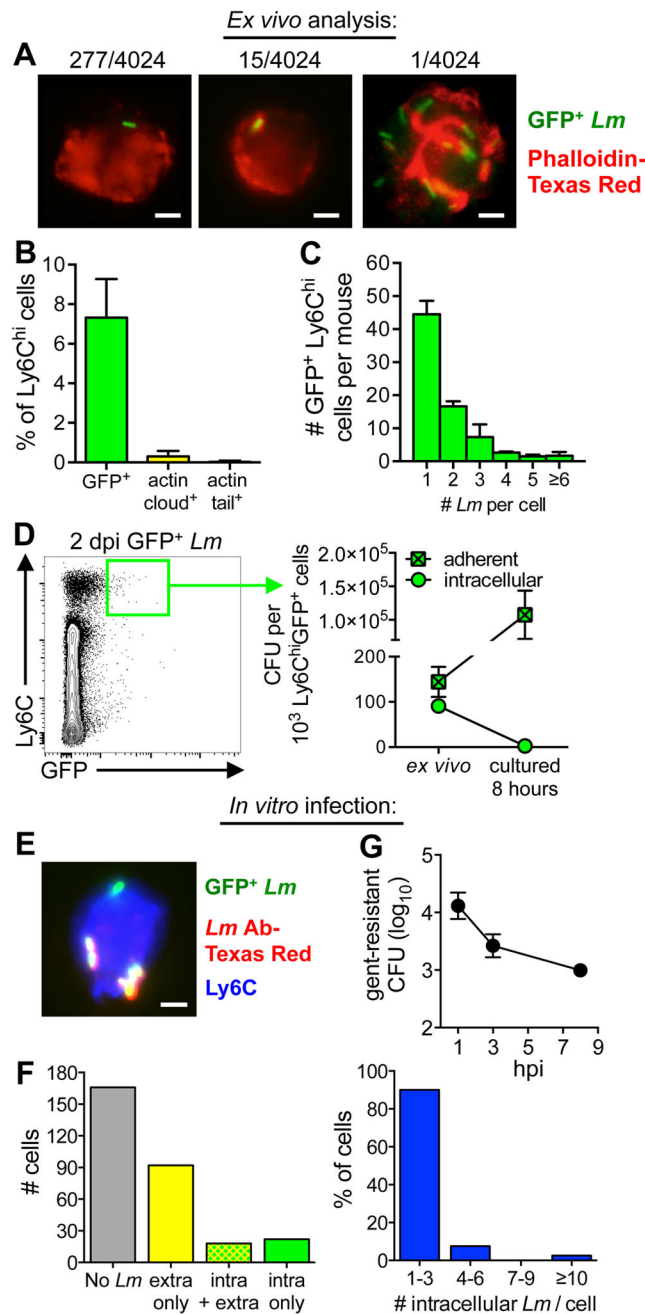 Ex vivo analysis:
A
277/4024
15/4024
1/4024
GFP⁺ Lm
Phalloidin-
Texas Red
B
% of Ly6Cʰⁱ cells
10
8
6
4
2
0
GFP⁺
actin
cloud⁺
actin
tail⁺
C
# GFP⁺ Ly6Cʰⁱ
cells per mouse
60
50
40
30
20
10
0
1 2 3 4 5 ≥6
# Lm per cell
D
2 dpi GFP⁺ Lm
Ly6C
GFP
CFU per
10³ Ly6CʰⁱGFP⁺ cells
2.0×10⁵
1.5×10⁵
1.0×10⁵
200
100
0
adherent
intracellular
ex vivo
cultured
8 hours
In vitro infection:
E
GFP⁺ Lm
Lm Ab-
Texas Red
Ly6C
G
gent-resistant
CFU (log₁₀)
5
4
3
2
1 3 5 7 9
hpi
F
# cells
180
150
120
90
60
30
0
No Lm
extra
only
intra
+ extra
intra
only
% of cells
100
80
60
40
20
0
1-3 4-6 7-9 ≥10
# intracellular Lm / cell